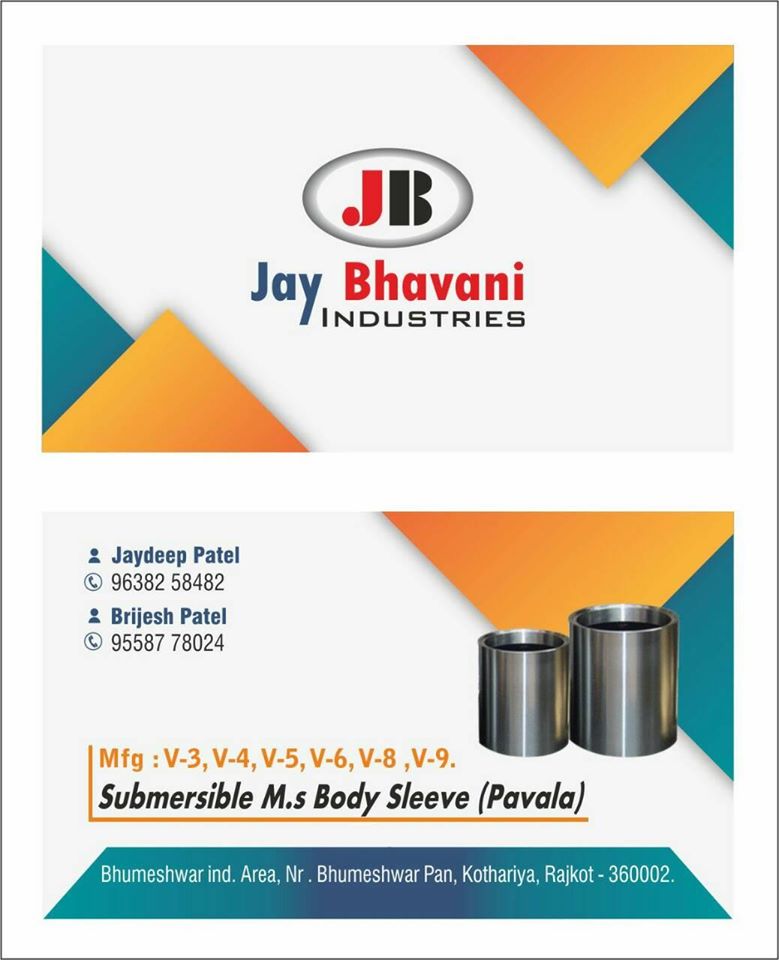 JB
Jay Bhavani
INDUSTRIES
Jaydeep Patel
96382 58482
Brijesh Patel
95587 78024
Mfg : V-3, V-4, V-5, V-6, V-8 ,V-9.
Submersible M.s Body Sleeve (Pavala)
Bhumeshwar ind. Area, Nr . Bhumeshwar Pan, Kothariya, Rajkot - 360002.